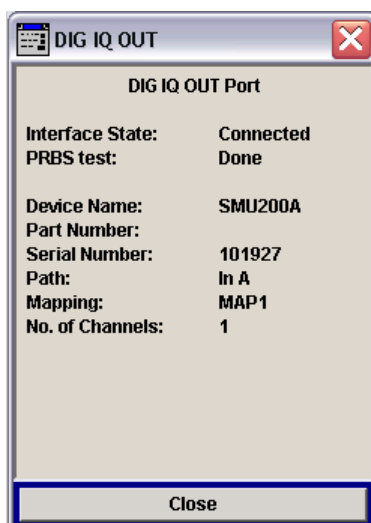 DIG IQ OUT
DIG IQ OUT Port
Interface State: Connected
PRBS test: Done
Device Name: SMU200A
Part Number:
Serial Number: 101927
Path: In A
Mapping: MAP1
No. of Channels: 1
Close